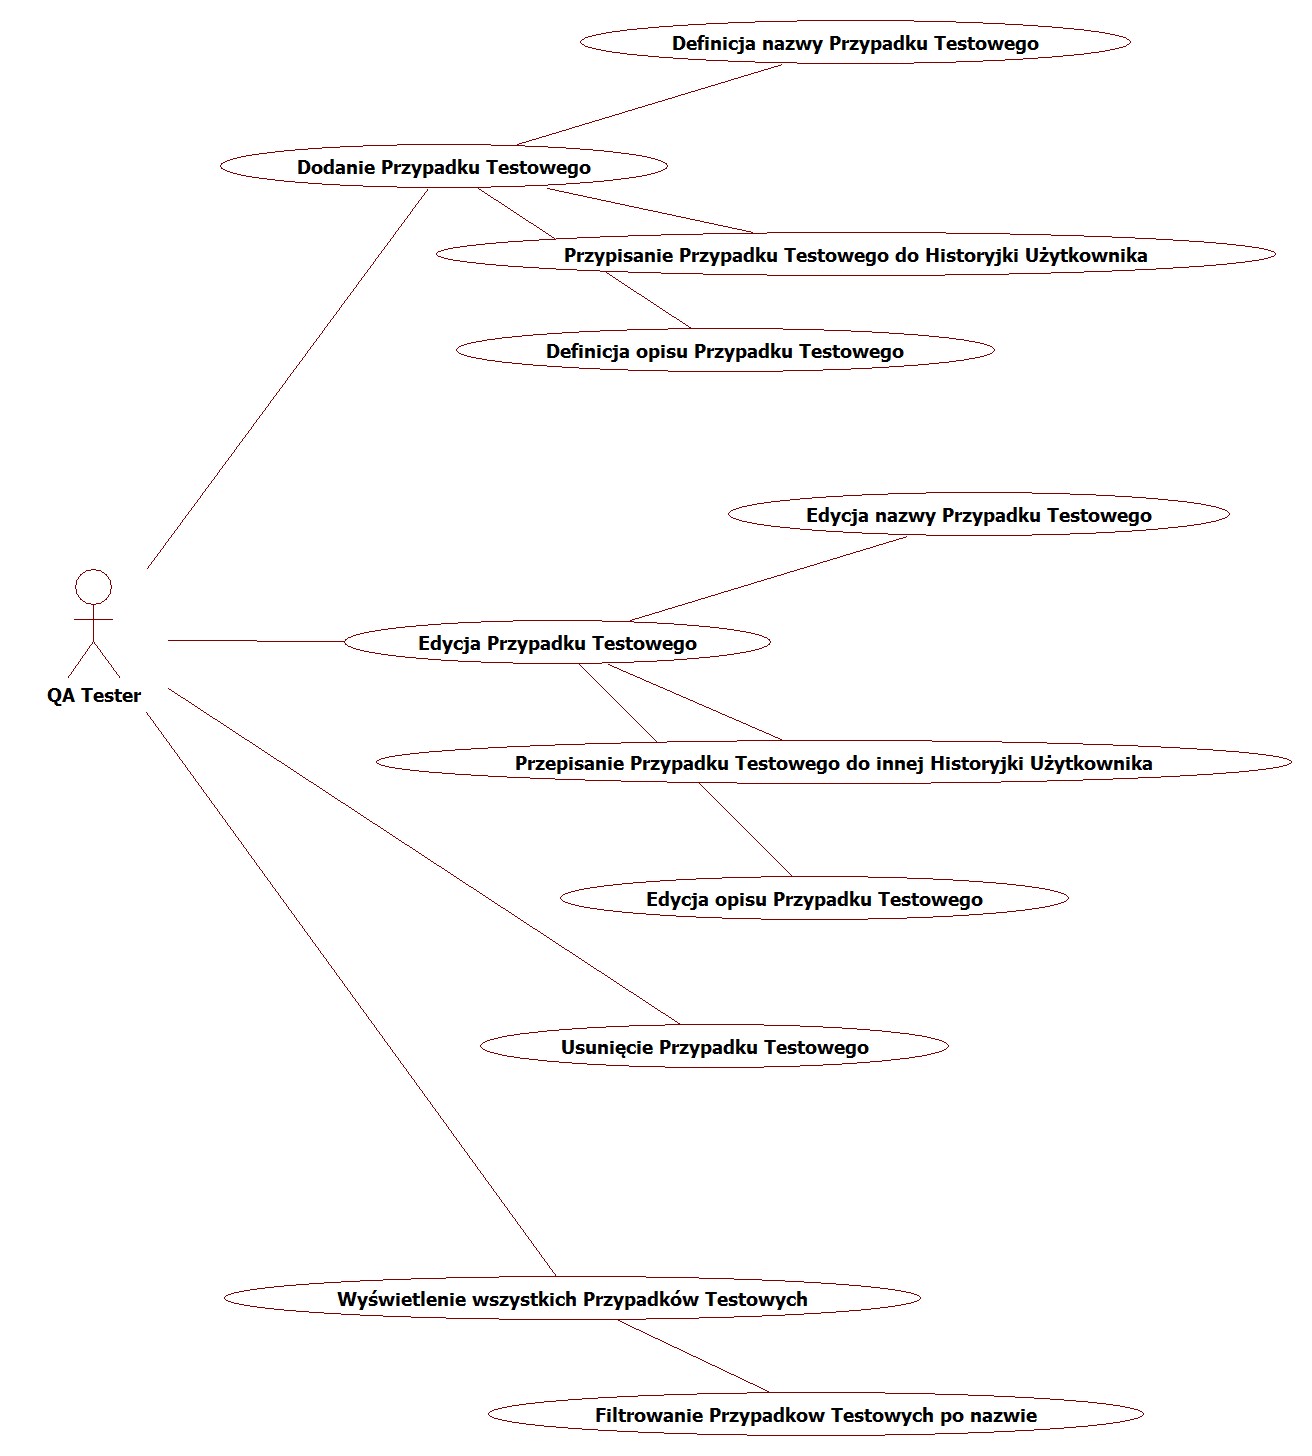 Definicja nazwy Przypadku Testowego
Dodanie Przypadku Testowego
Przypisanie Przypadku Testowego do Historyjki Użytkownika
Definicja opisu Przypadku Testowego
Edycja nazwy Przypadku Testowego
Edycja Przypadku Testowego
QA Tester
Przepisanie Przypadku Testowego do innej Historyjki Użytkownika
Edycja opisu Przypadku Testowego
Usunięcie Przypadku Testowego
Wyświetlenie wszystkich Przypadków Testowych
Filtrowanie Przypadkow Testowych po nazwie